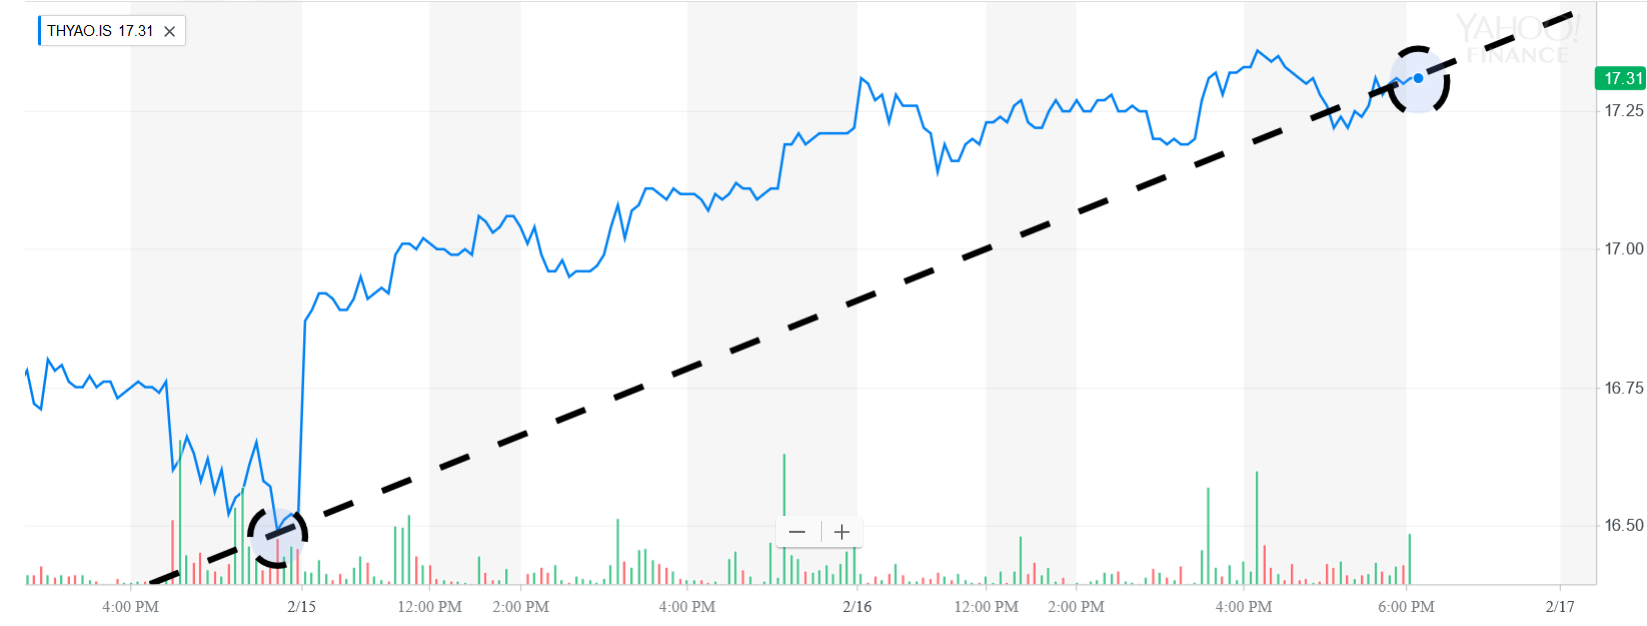 THYAO.IS 17.31 ×
YAHOO!
FINANCE
17.31
17.25
17.00
16.75
16.50
− +
4:00 PM 2/15 12:00 PM 2:00 PM 4:00 PM 2/16 12:00 PM 2:00 PM 4:00 PM 6:00 PM 2/17